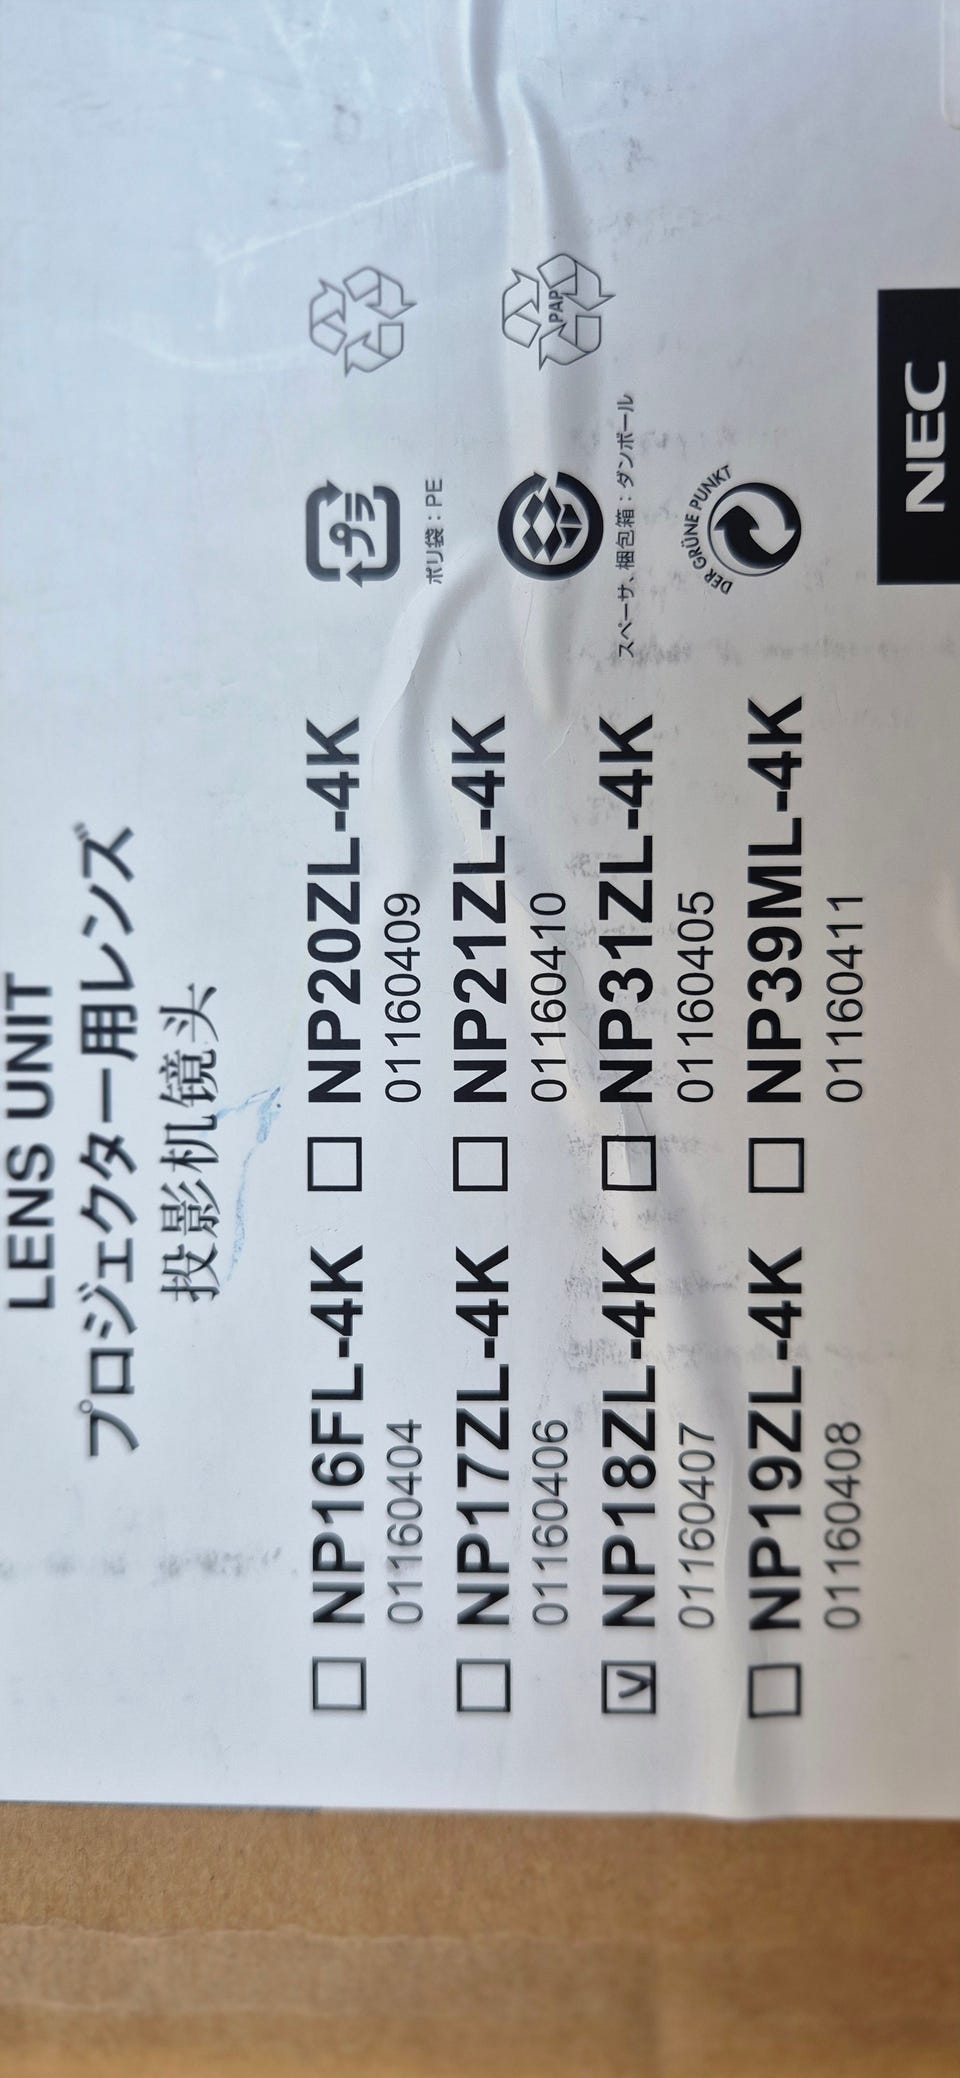 LENS UNIT
プロジェクター用レンズ
投影机镜头
NP16FL-4K
01160404
NP20ZL-4K
01160409
NP17ZL-4K
01160406
NP21ZL-4K
01160410
NP18ZL-4K
01160407
NP31ZL-4K
01160405
NP19ZL-4K
01160408
NP39ML-4K
01160411
プラ
ポリ袋：PE
PAP
スペーサ、梱包箱：ダンボール
DER GRÜNE PUNKT
NEC